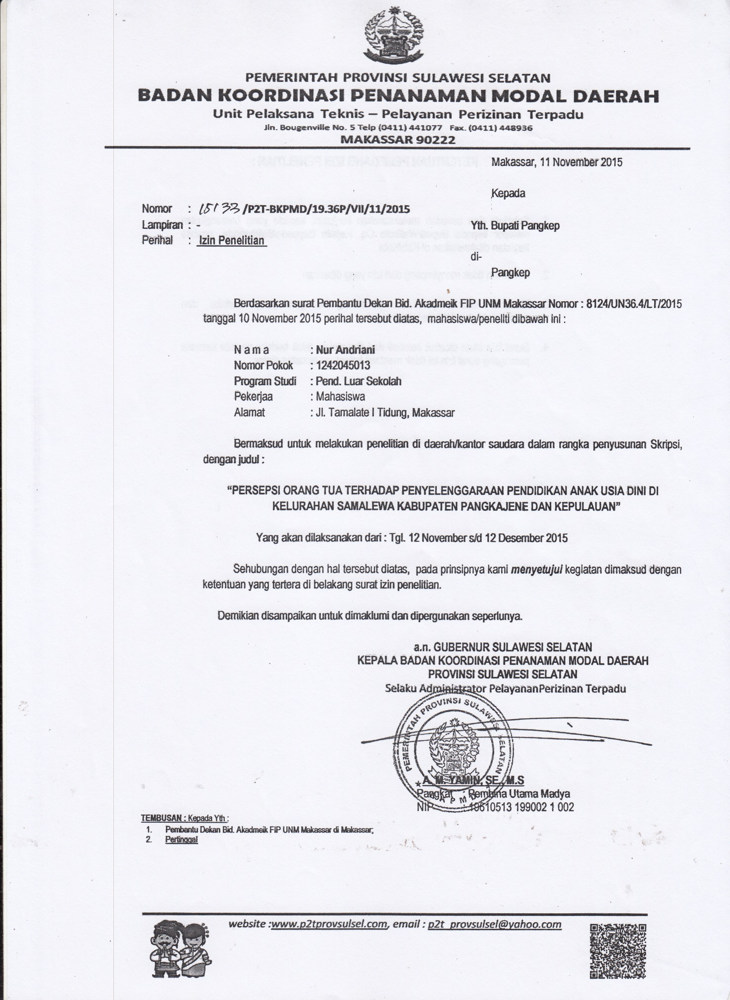 PEMERINTAH PROVINSI SULAWESI SELATAN
BADAN KOORDINASI PENANAMAN MODAL DAERAH
Unit Pelaksana Teknis – Pelayanan Perizinan Terpadu
Jln. Bougenville No. 5 Telp (0411) 441077 Fax. (0411) 448936
MAKASSAR 90222
Makassar, 11 November 2015
Kepada
Nomor : 15133/P2T-BKPMD/19.36P/VII/11/2015
Lampiran : -
Yth. Bupati Pangkep
Perihal : Izin Penelitian
di-
Pangkep
Berdasarkan surat Pembantu Dekan Bid. Akadmeik FIP UNM Makassar Nomor : 8124/UN36.4/LT/2015
tanggal 10 November 2015 perihal tersebut diatas, mahasiswa/peneliti dibawah ini :
N a m a : Nur Andriani
Nomor Pokok : 1242045013
Program Studi : Pend. Luar Sekolah
Pekerjaa : Mahasiswa
Alamat : Jl. Tamalate I Tidung, Makassar
Bermaksud untuk melakukan penelitian di daerah/kantor saudara dalam rangka penyusunan Skripsi,
dengan judul :
“PERSEPSI ORANG TUA TERHADAP PENYELENGGARAAN PENDIDIKAN ANAK USIA DINI DI
KELURAHAN SAMALEWA KABUPATEN PANGKAJENE DAN KEPULAUAN”
Yang akan dilaksanakan dari : Tgl. 12 November s/d 12 Desember 2015
Sehubungan dengan hal tersebut diatas, pada prinsipnya kami menyetujui kegiatan dimaksud dengan
ketentuan yang tertera di belakang surat izin penelitian.
Demikian disampaikan untuk dimaklumi dan dipergunakan seperlunya.
a.n. GUBERNUR SULAWESI SELATAN
KEPALA BADAN KOORDINASI PENANAMAN MODAL DAERAH
PROVINSI SULAWESI SELATAN
Selaku Administrator PelayananPerizinan Terpadu
PEMERINTAH PROVINSI SULAWESI SELATAN
A. M. YAMIN, SE., M.S
Pangkat : Pembina Utama Madya
NIP : 19610513 199002 1 002
TEMBUSAN : Kepada Yth :
1. Pembantu Dekan Bid. Akadmeik FIP UNM Makassar di Makassar;
2. Pertinggal
website :www.p2tprovsulsel.com, email : p2t_provsulsel@yahoo.com